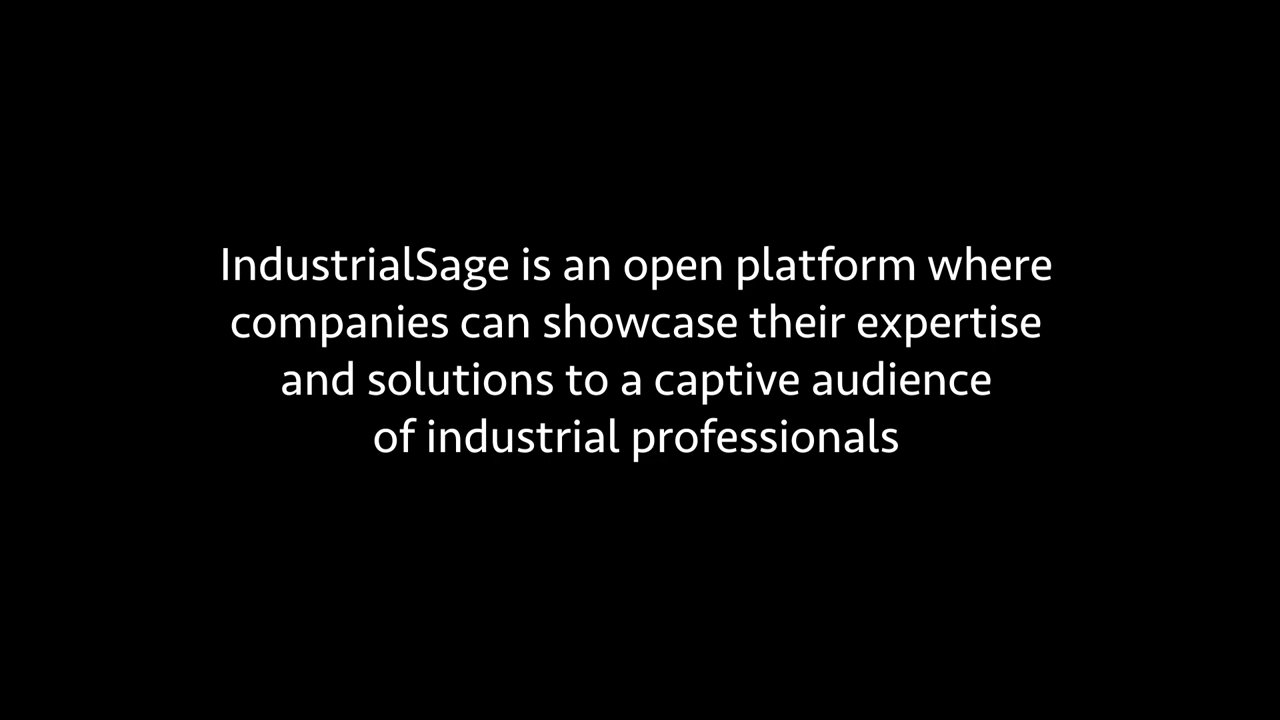 IndustrialSage is an open platform where
companies can showcase their expertise
and solutions to a captive audience
of industrial professionals